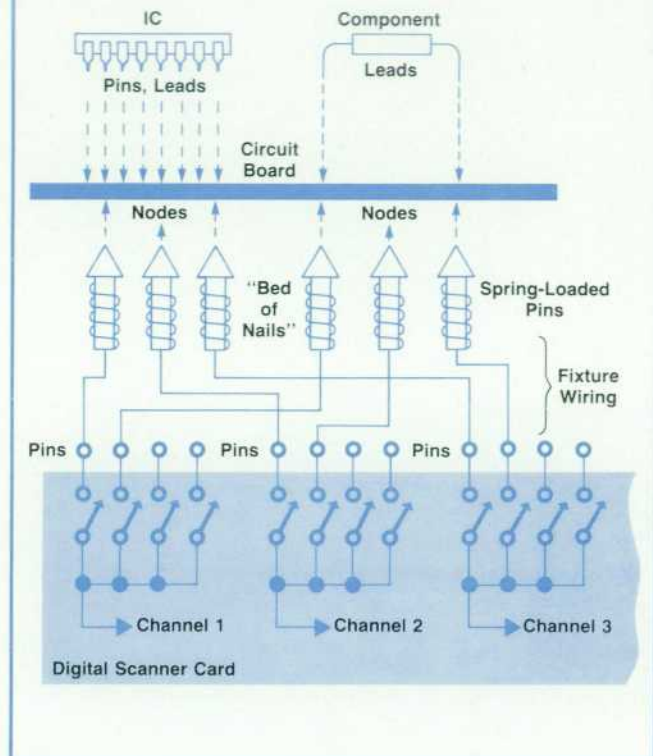 IC
Component
Pins, Leads
Leads
Circuit
Board
Nodes
Nodes
"Bed
of
Nails"
Spring-Loaded
Pins
Fixture
Wiring
Pins
Pins
Pins
Channel 1
Channel 2
Channel 3
Digital Scanner Card